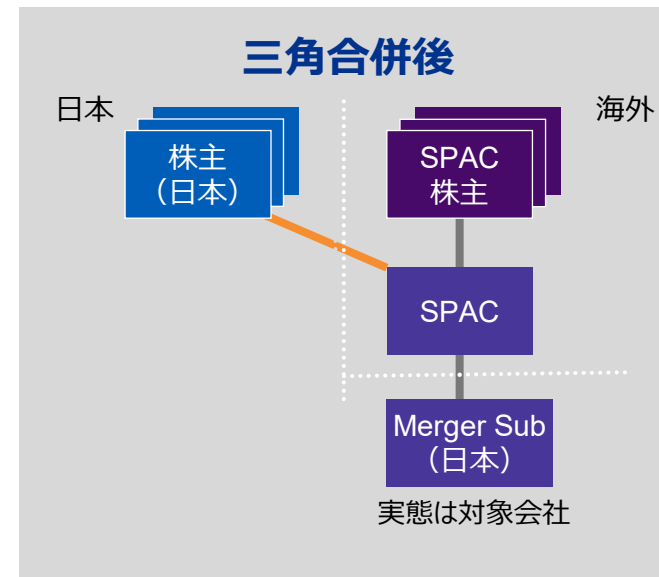 三角合併後
日本
海外
株主
（日本）
SPAC
株主
SPAC
Merger Sub
（日本）
実態は対象会社